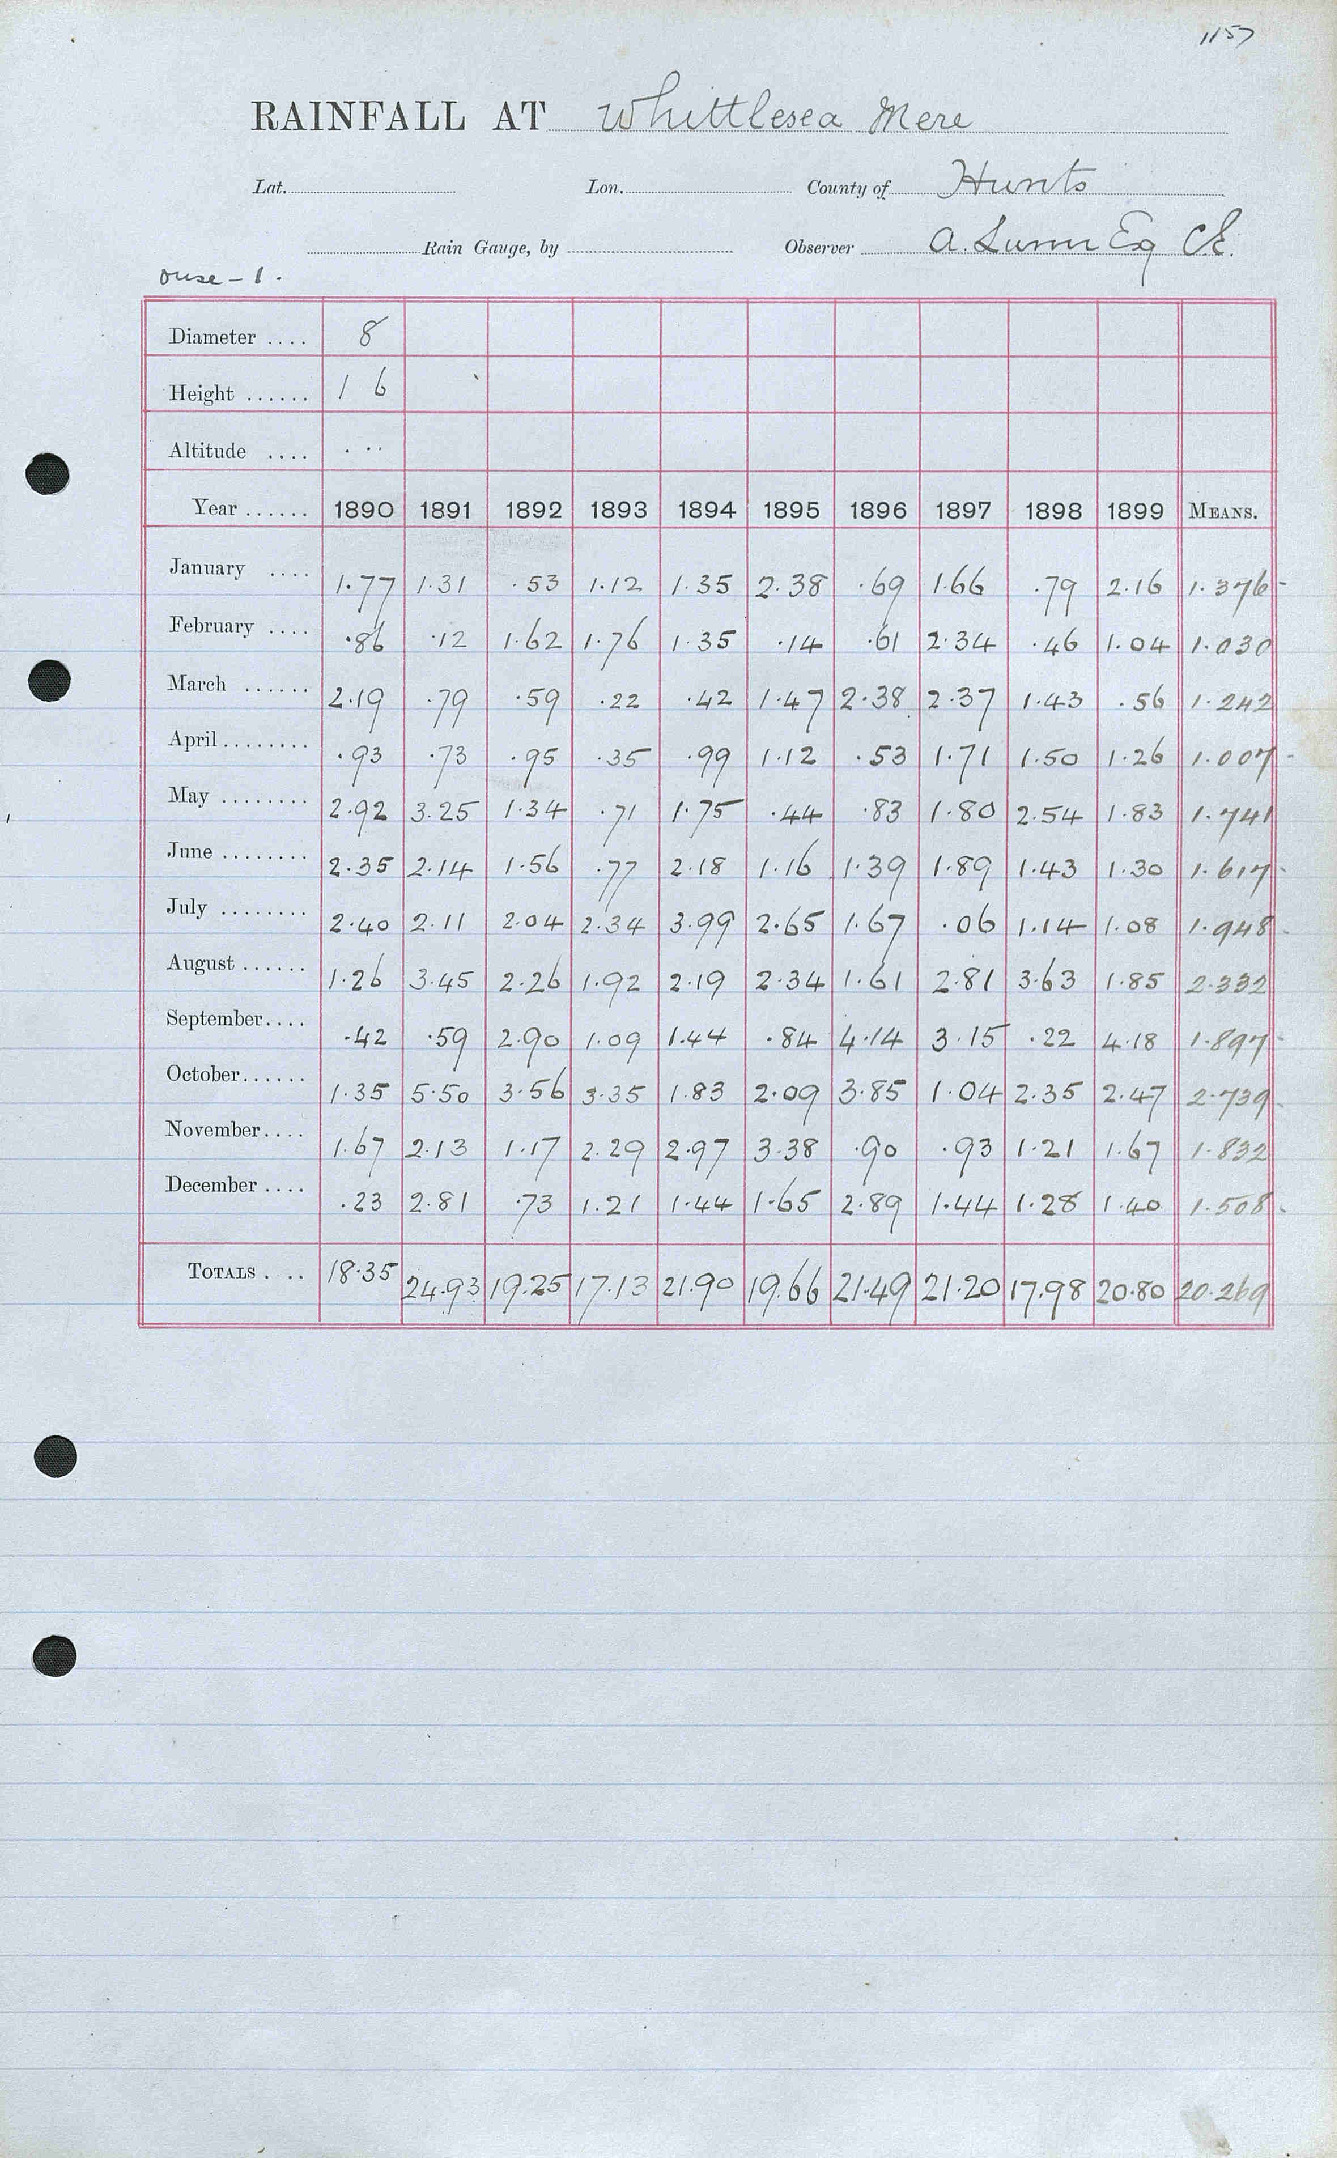 1157
RAINFALL AT Whittlesea Mere
Lat. Lon. County of Hunts
Rain Gauge, by Observer A. Lunn Esq CE.
Ouse - 1.
Diameter .... 8
Height ...... 1 6
Altitude .... . . .
Year ...... 1890 1891 1892 1893 1894 1895 1896 1897 1898 1899 MEANS.
January .... 1.77 1.31 .53 1.12 1.35 2.38 .69 1.66 .79 2.16 1.376
February .... .86 .12 1.62 1.76 1.35 .14 .61 2.34 .46 1.04 1.030
March ...... 2.19 .79 .59 .22 .42 1.47 2.38 2.37 1.43 .56 1.242
April ........ .93 .73 .95 .35 .99 1.12 .53 1.71 1.50 1.26 1.007
May ........ 2.92 3.25 1.34 .71 1.75 .44 .83 1.80 2.54 1.83 1.741
June ........ 2.35 2.14 1.56 .77 2.18 1.16 1.39 1.89 1.43 1.30 1.617
July ........ 2.40 2.11 2.04 2.34 3.99 2.65 1.67 .06 1.14 1.08 1.948
August ...... 1.26 3.45 2.26 1.92 2.19 2.34 1.61 2.81 3.63 1.85 2.332
September.... .42 .59 2.90 1.09 1.44 .84 4.14 3.15 .22 4.18 1.897
October...... 1.35 5.50 3.56 3.35 1.83 2.09 3.85 1.04 2.35 2.47 2.739
November.... 1.67 2.13 1.17 2.29 2.97 3.38 .90 .93 1.21 1.67 1.832
December .... .23 2.81 .73 1.21 1.44 1.65 2.89 1.44 1.28 1.40 1.508
TOTALS . .. 18.35 24.93 19.25 17.13 21.90 19.66 21.49 21.20 17.98 20.80 20.269